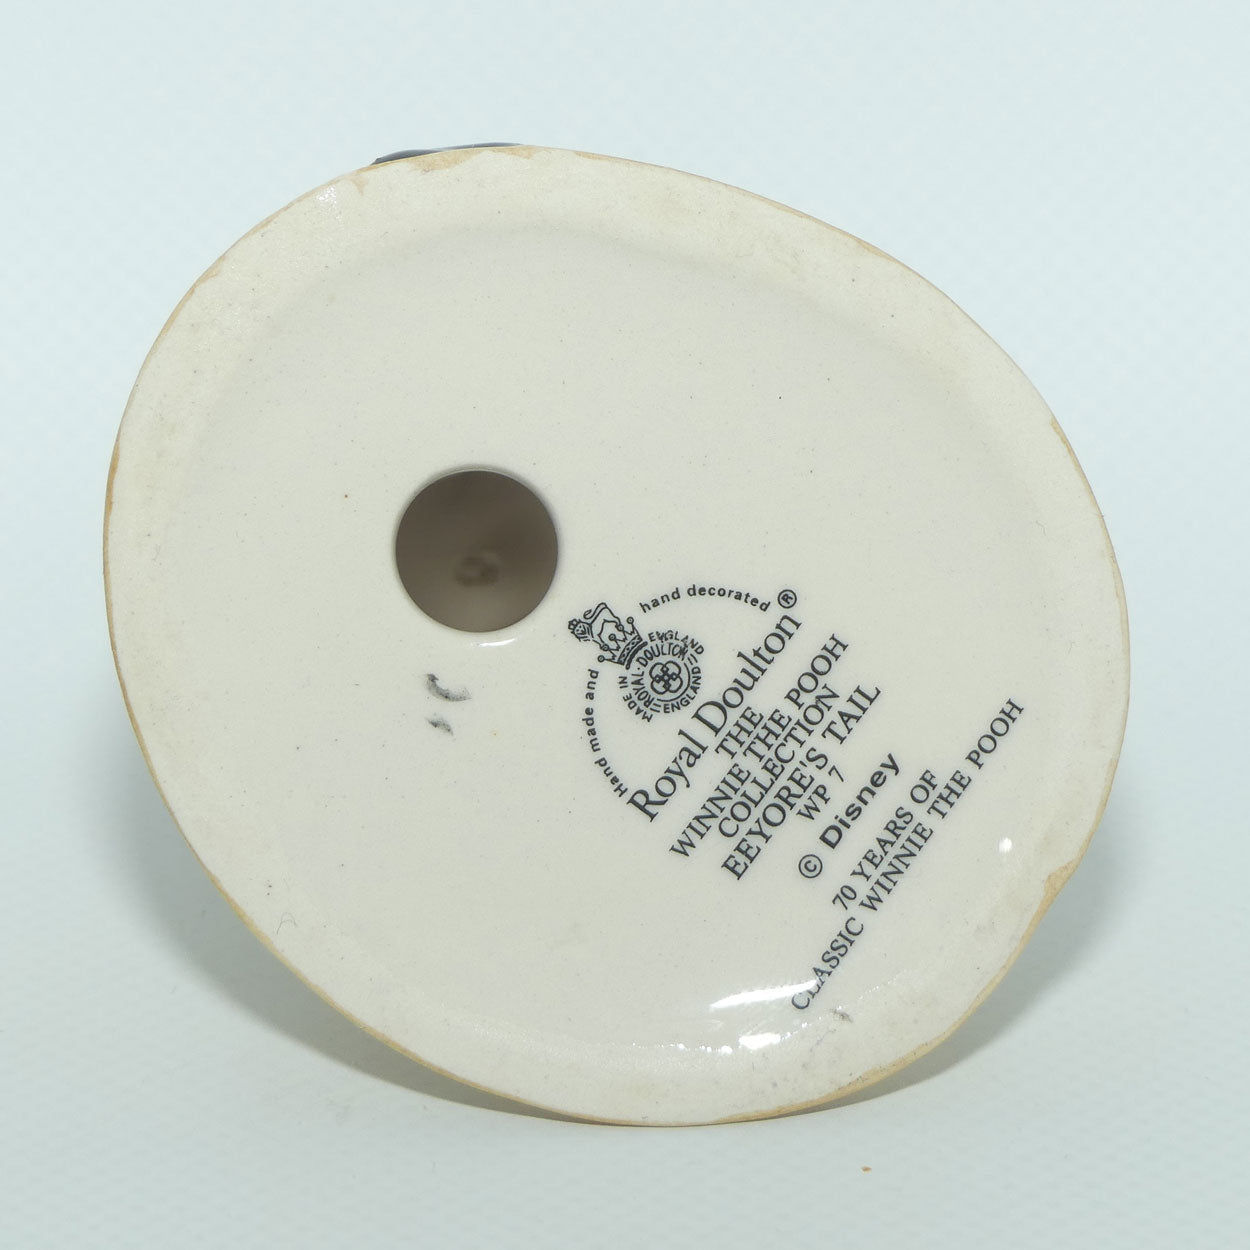 Hand made and hand decorated
MADE IN ENGLAND
ROYAL·DOULTON
ENGLAND
Royal Doulton®
THE
WINNIE THE POOH
COLLECTION
EEYORE'S TAIL
WP 7
© Disney
70 YEARS OF
CLASSIC WINNIE THE POOH